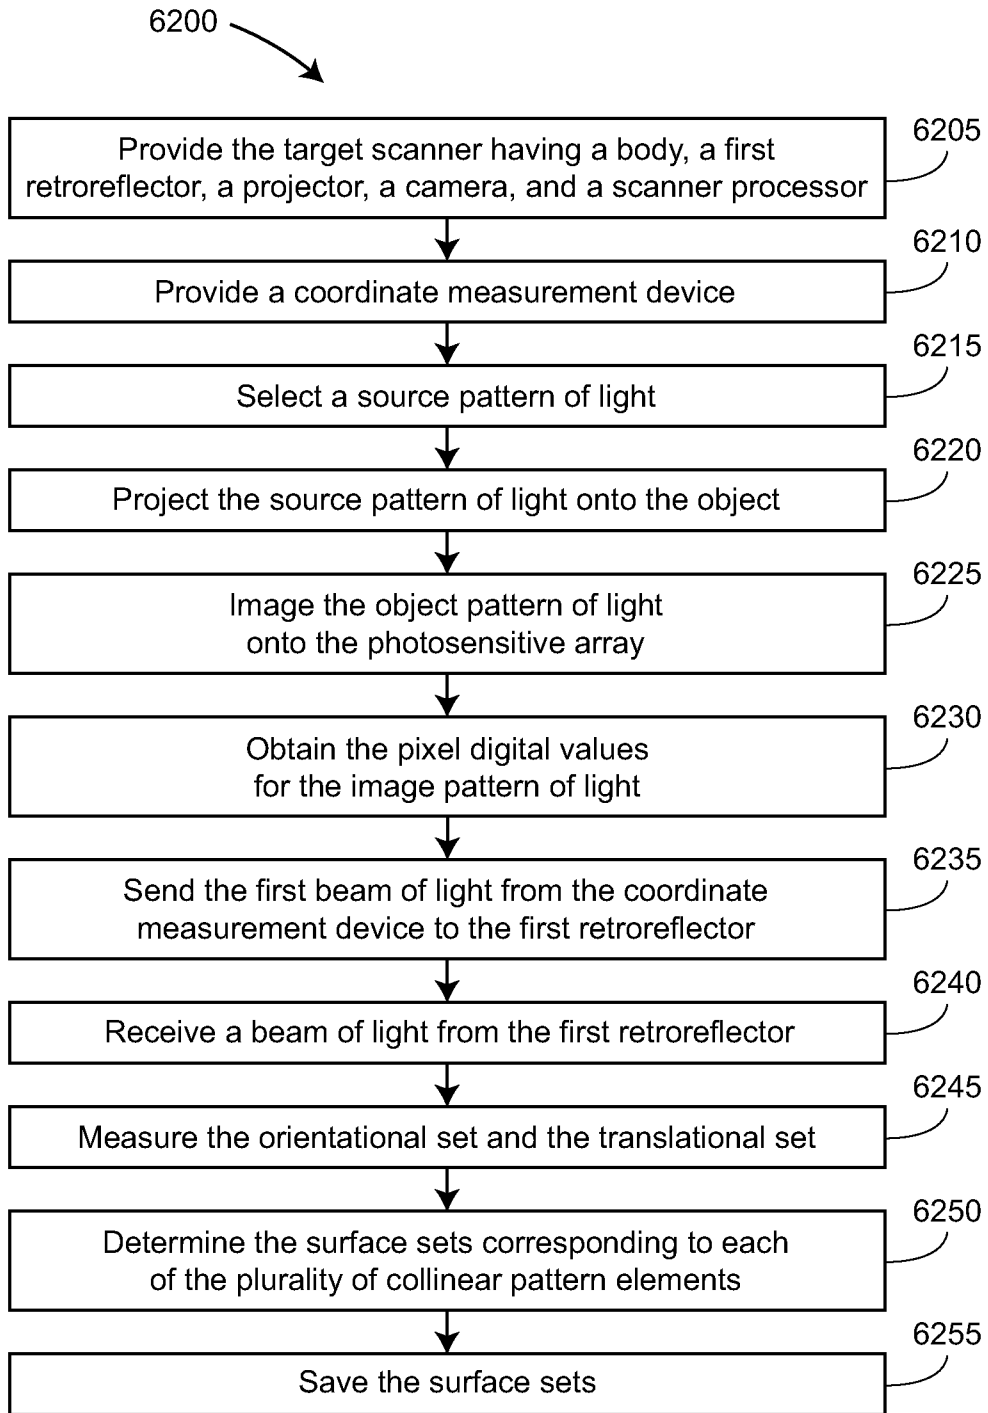 6200
6205
Provide the target scanner having a body, a first
retroreflector, a projector, a camera, and a scanner processor
6210
Provide a coordinate measurement device
6215
Select a source pattern of light
6220
Project the source pattern of light onto the object
6225
Image the object pattern of light
onto the photosensitive array
6230
Obtain the pixel digital values
for the image pattern of light
6235
Send the first beam of light from the coordinate
measurement device to the first retroreflector
6240
Receive a beam of light from the first retroreflector
6245
Measure the orientational set and the translational set
6250
Determine the surface sets corresponding to each
of the plurality of collinear pattern elements
6255
Save the surface sets